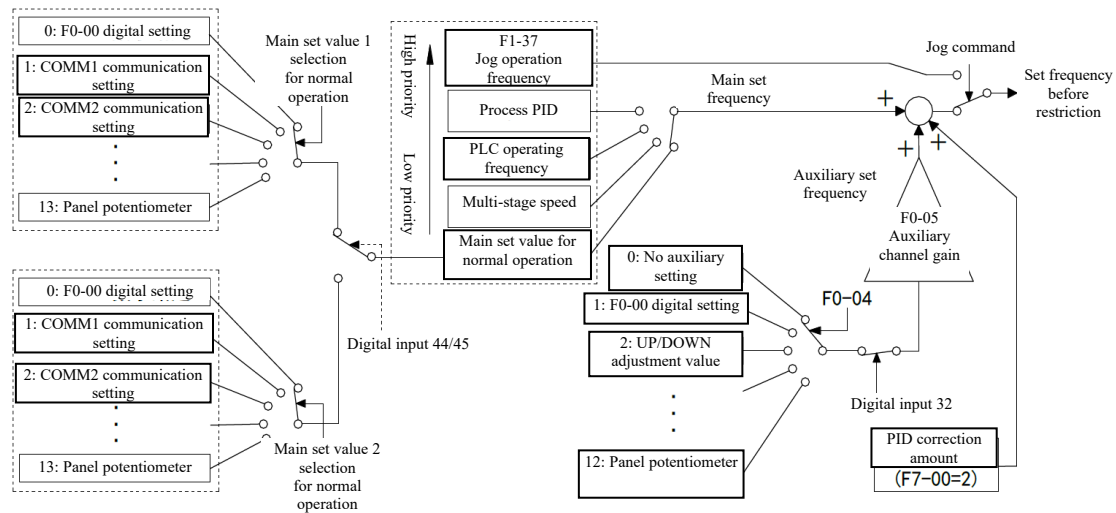 0: F0-00 digital setting
1: COMM1 communication
setting
2: COMM2 communication
setting
.
.
.
13: Panel potentiometer
Main set value 1
selection
for normal
operation
0: F0-00 digital setting
1: COMM1 communication
setting
2: COMM2 communication
setting
.
.
.
13: Panel potentiometer
Main set value 2
selection
for normal
operation
Digital input 44/45
High priority
Low priority
F1-37
Jog operation
frequency
Process PID
PLC operating
frequency
Multi-stage speed
Main set value for
normal operation
Main set
frequency
Jog command
Set frequency
before
restriction
+
+
+
Auxiliary set
frequency
F0-05
Auxiliary
channel gain
0: No auxiliary
setting
1: F0-00 digital setting
2: UP/DOWN
adjustment value
.
.
.
12: Panel potentiometer
F0-04
Digital input 32
PID correction
amount
(F7-00=2)